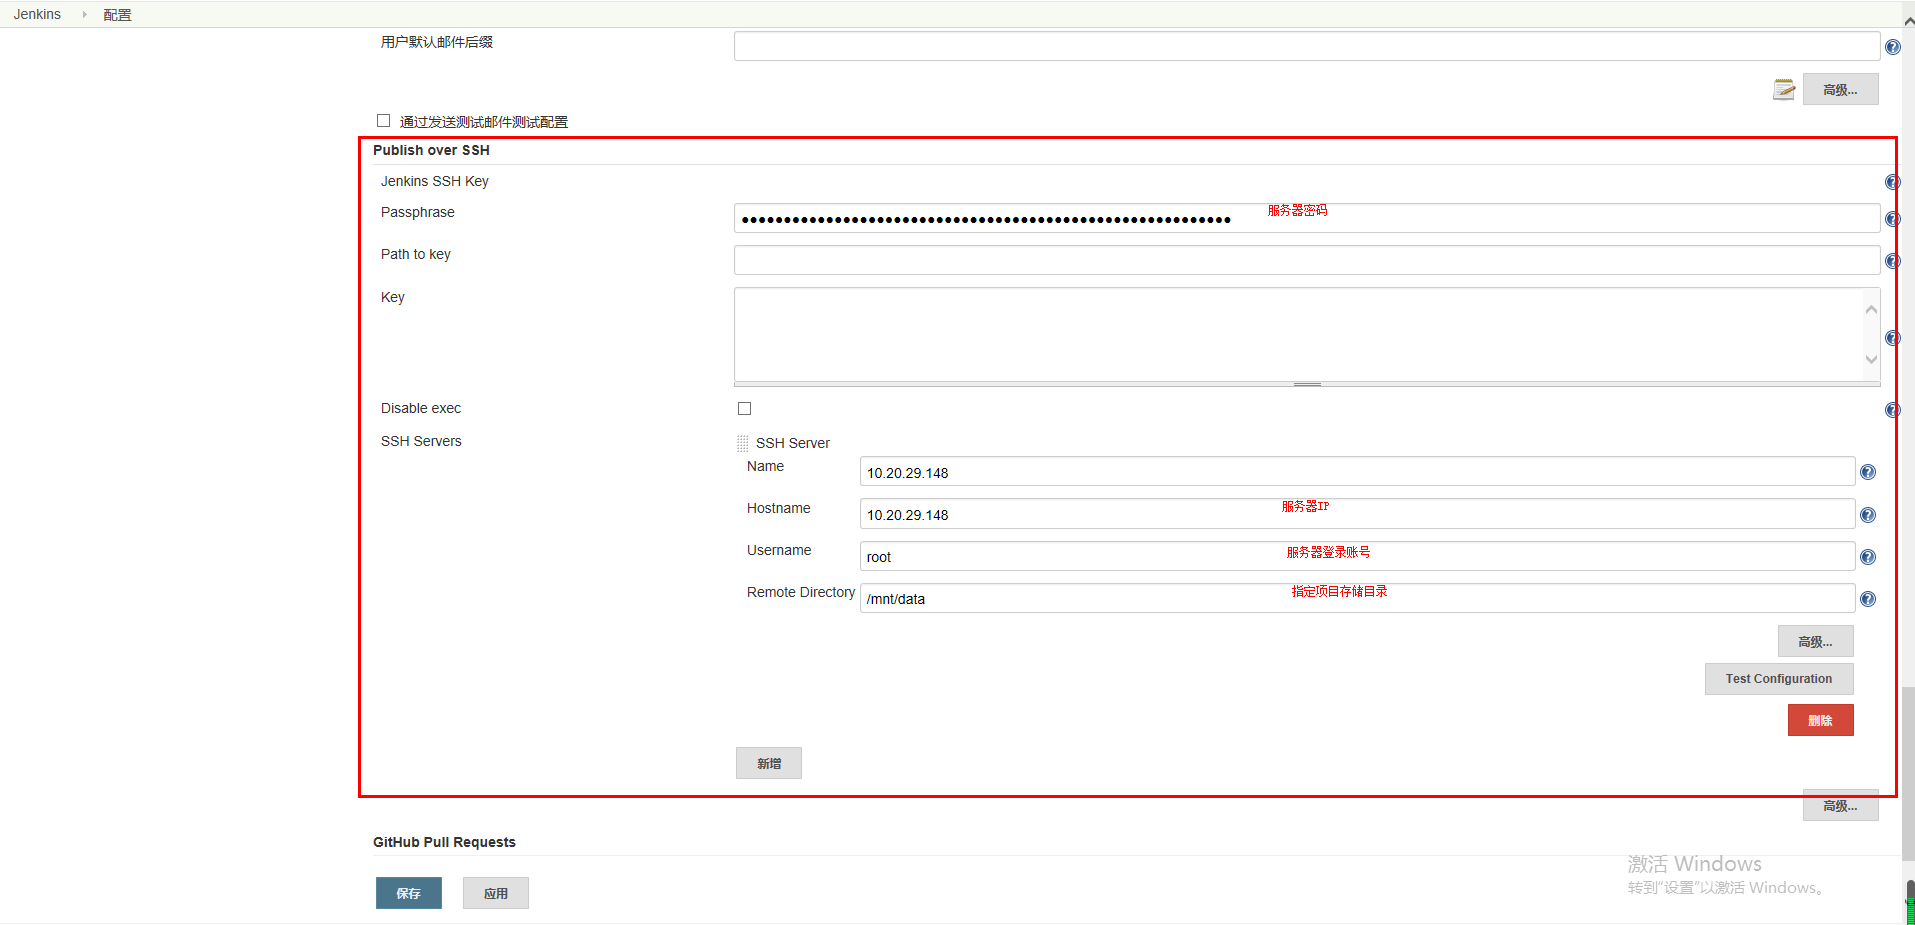 Jenkins 配置
用户默认邮件后缀
高级...
通过发送测试邮件测试配置
Publish over SSH
Jenkins SSH Key
Passphrase ●●●●●●●●●●●●●●●●●●●●●●●●●●●●●●●●●●●●●●●●●●●●●●●●●●●●●●●●●● 服务器密码
Path to key
Key
Disable exec
SSH Servers SSH Server
Name 10.20.29.148
Hostname 10.20.29.148 服务器IP
Username root 服务器登录账号
Remote Directory /mnt/data 指定项目存储目录
高级...
Test Configuration
删除
新增
高级...
GitHub Pull Requests
激活 Windows
转到“设置”以激活 Windows。
保存 应用